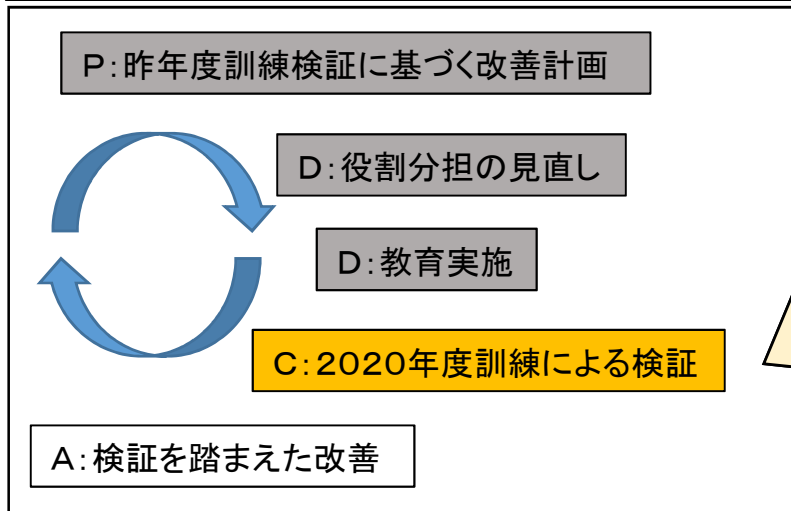 P:昨年度訓練検証に基づく改善計画
D:役割分担の見直し
D:教育実施
C:2020年度訓練による検証
A:検証を踏まえた改善